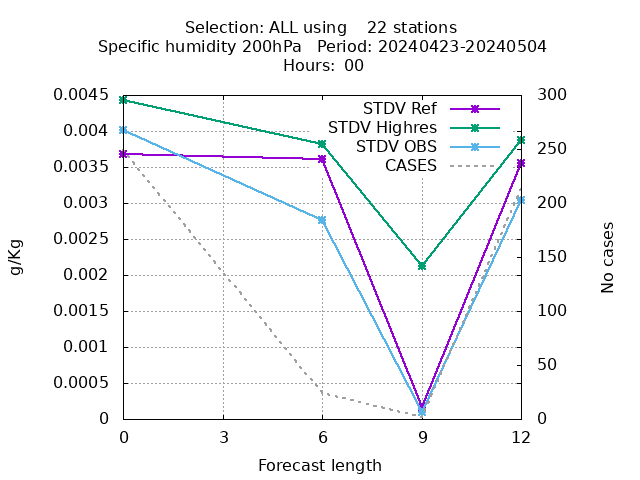 Selection: ALL using    22 stations
Specific humidity 200hPa   Period: 20240423-20240504
Hours: 00
STDV Ref
STDV Highres
STDV OBS
CASES
0.0045
0.004
0.0035
0.003
0.0025
0.002
0.0015
0.001
0.0005
0
300
250
200
150
100
50
0
g/Kg
No cases
0 3 6 9 12
Forecast length